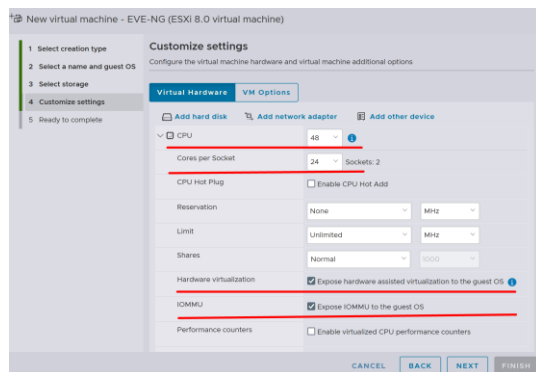 New virtual machine - EVE-NG (ESXi 8.0 virtual machine)
1 Select creation type
2 Select a name and guest OS
3 Select storage
4 Customize settings
5 Ready to complete
Customize settings
Configure the virtual machine hardware and virtual machine additional options
Virtual Hardware VM Options
Add hard disk Add network adapter Add other device
CPU 48
Cores per Socket 24 Sockets: 2
CPU Hot Plug Enable CPU Hot Add
Reservation None MHz
Limit Unlimited MHz
Shares Normal 1000
Hardware virtualization Expose hardware assisted virtualization to the guest OS
IOMMU Expose IOMMU to the guest OS
Performance counters Enable virtualized CPU performance counters
CANCEL BACK NEXT FINISH